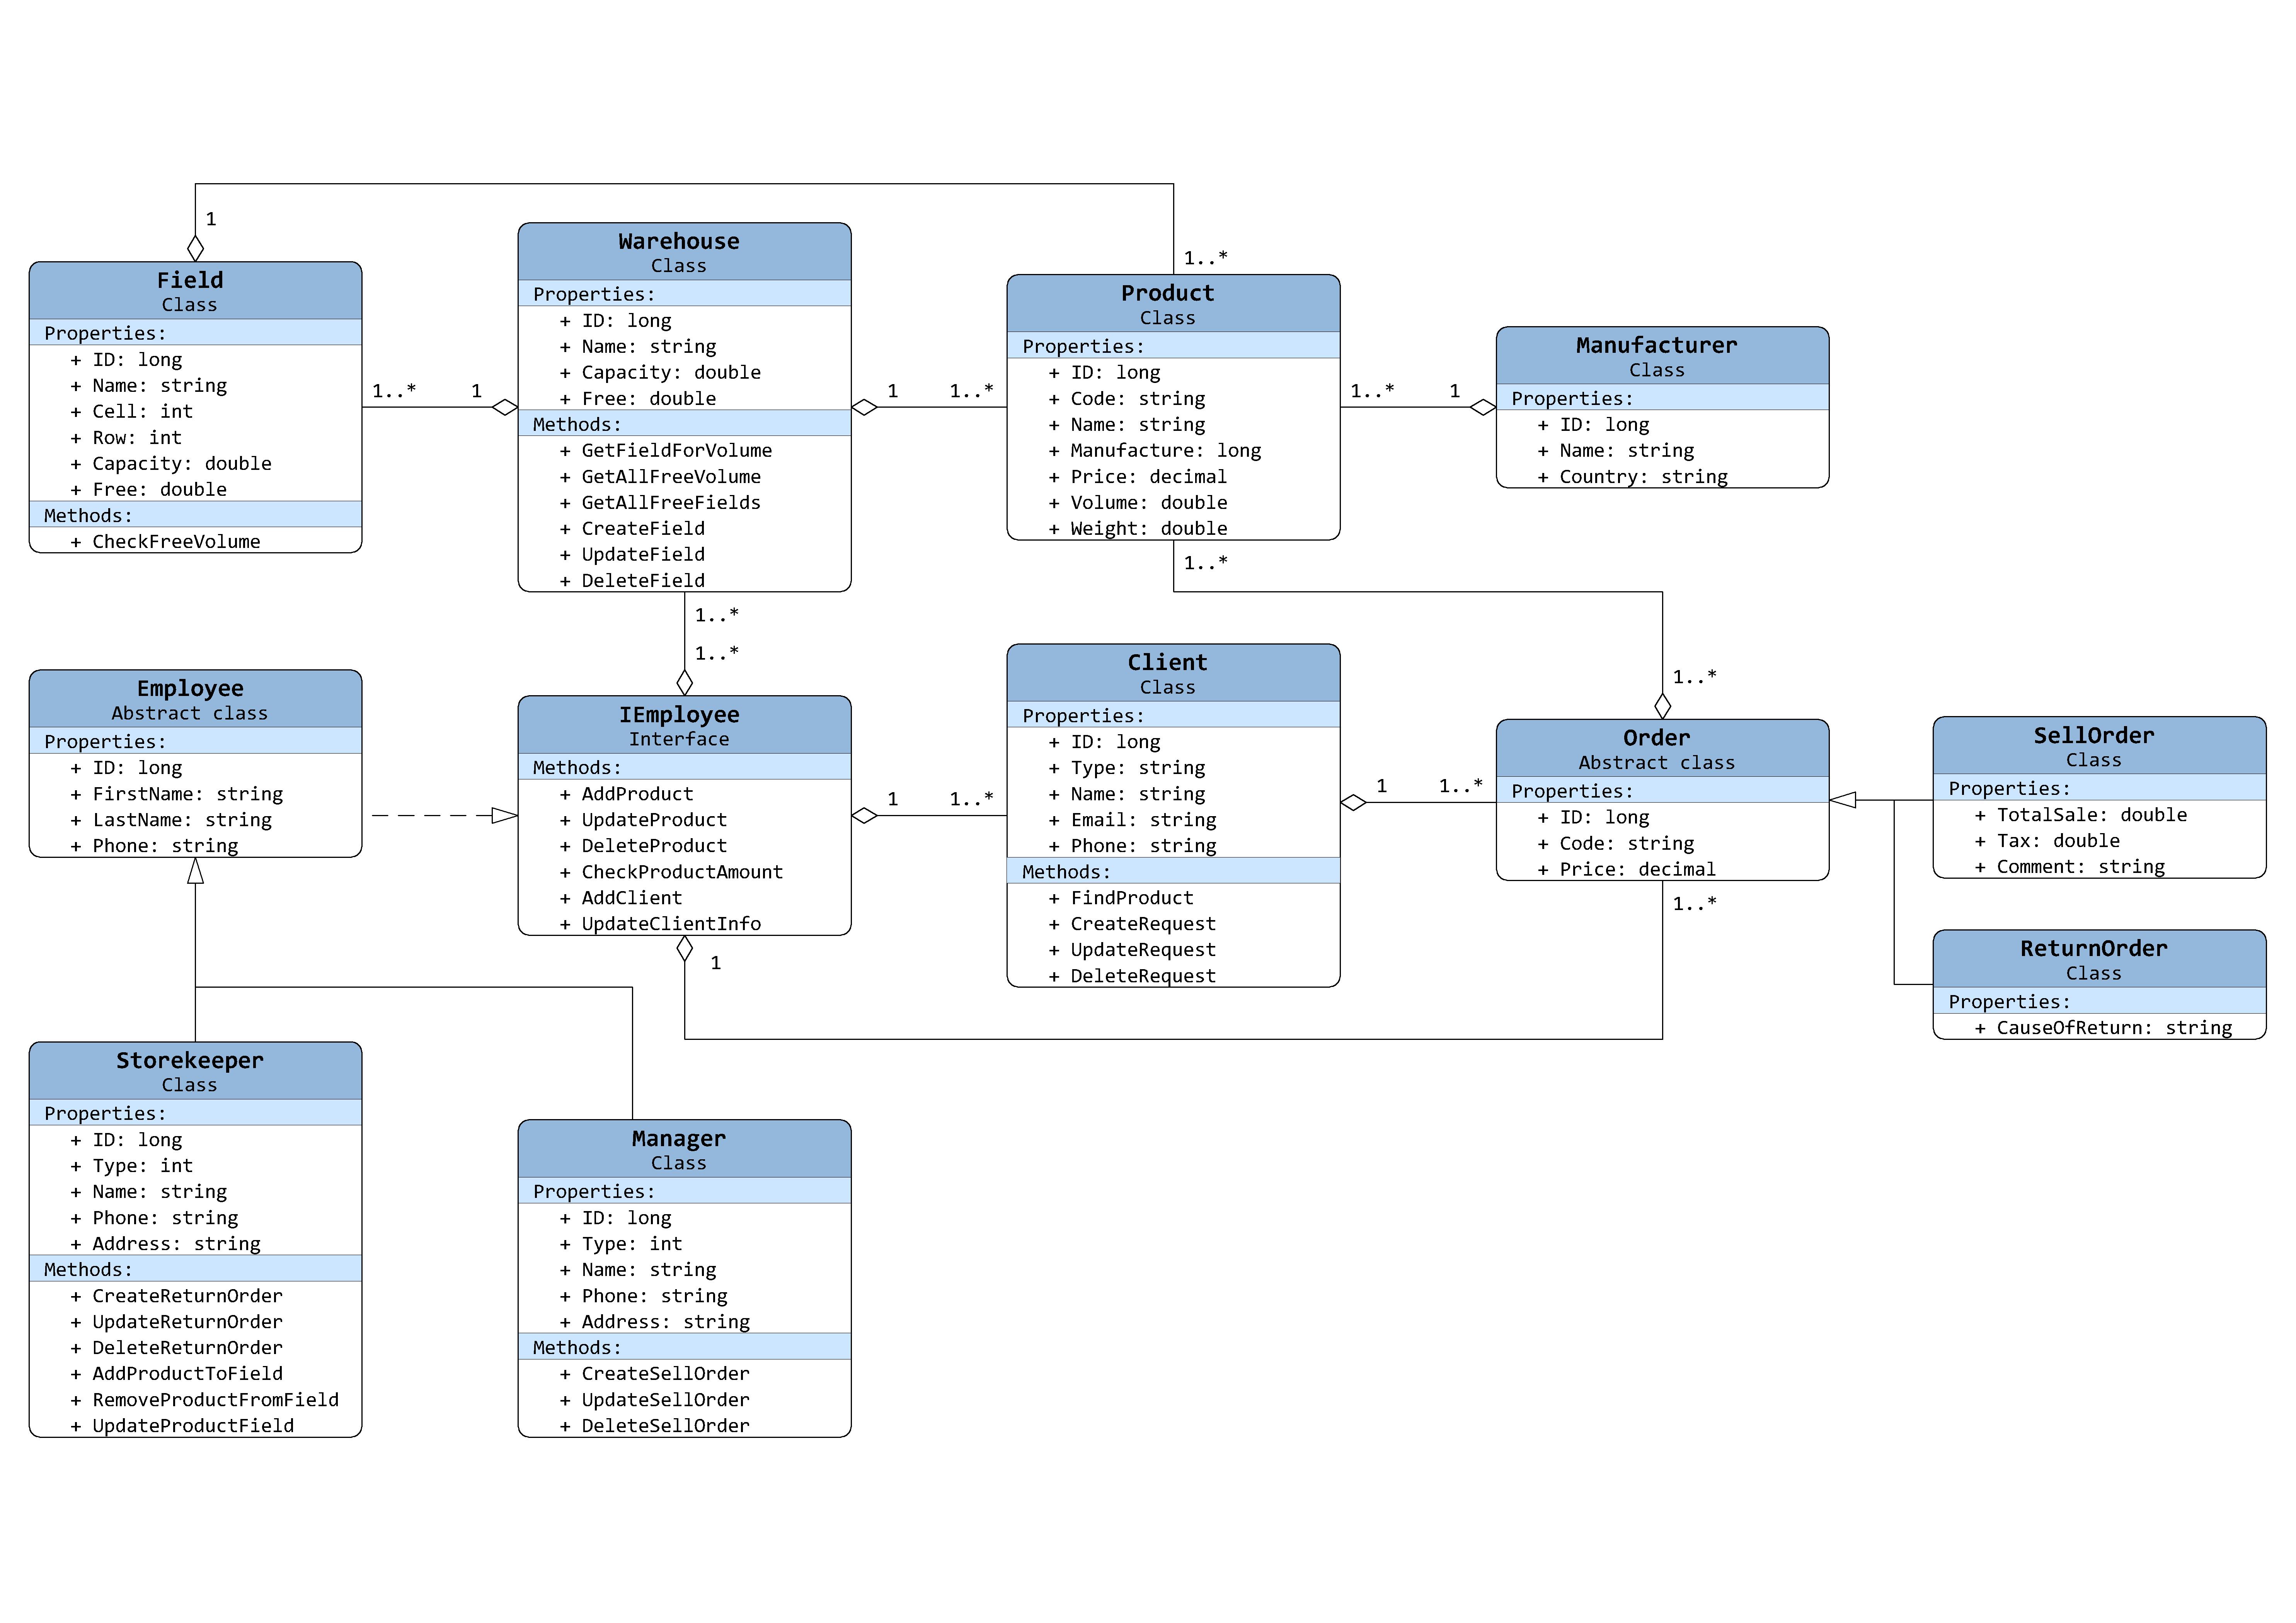 1
1..*
Field
Class
Properties:
+ ID: long
+ Name: string
+ Cell: int
+ Row: int
+ Capacity: double
+ Free: double
Methods:
+ CheckFreeVolume
1..*
1
Warehouse
Class
Properties:
+ ID: long
+ Name: string
+ Capacity: double
+ Free: double
Methods:
+ GetFieldForVolume
+ GetAllFreeVolume
+ GetAllFreeFields
+ CreateField
+ UpdateField
+ DeleteField
1
1..*
Product
Class
Properties:
+ ID: long
+ Code: string
+ Name: string
+ Manufacture: long
+ Price: decimal
+ Volume: double
+ Weight: double
1..*
1
Manufacturer
Class
Properties:
+ ID: long
+ Name: string
+ Country: string
1..*
1..*
1..*
1..*
Employee
Abstract class
Properties:
+ ID: long
+ FirstName: string
+ LastName: string
+ Phone: string
IEmployee
Interface
Methods:
+ AddProduct
+ UpdateProduct
+ DeleteProduct
+ CheckProductAmount
+ AddClient
+ UpdateClientInfo
1
1..*
Client
Class
Properties:
+ ID: long
+ Type: string
+ Name: string
+ Email: string
+ Phone: string
Methods:
+ FindProduct
+ CreateRequest
+ UpdateRequest
+ DeleteRequest
1
1..*
Order
Abstract class
Properties:
+ ID: long
+ Code: string
+ Price: decimal
1..*
1
SellOrder
Class
Properties:
+ TotalSale: double
+ Tax: double
+ Comment: string
ReturnOrder
Class
Properties:
+ CauseOfReturn: string
Storekeeper
Class
Properties:
+ ID: long
+ Type: int
+ Name: string
+ Phone: string
+ Address: string
Methods:
+ CreateReturnOrder
+ UpdateReturnOrder
+ DeleteReturnOrder
+ AddProductToField
+ RemoveProductFromField
+ UpdateProductField
Manager
Class
Properties:
+ ID: long
+ Type: int
+ Name: string
+ Phone: string
+ Address: string
Methods:
+ CreateSellOrder
+ UpdateSellOrder
+ DeleteSellOrder